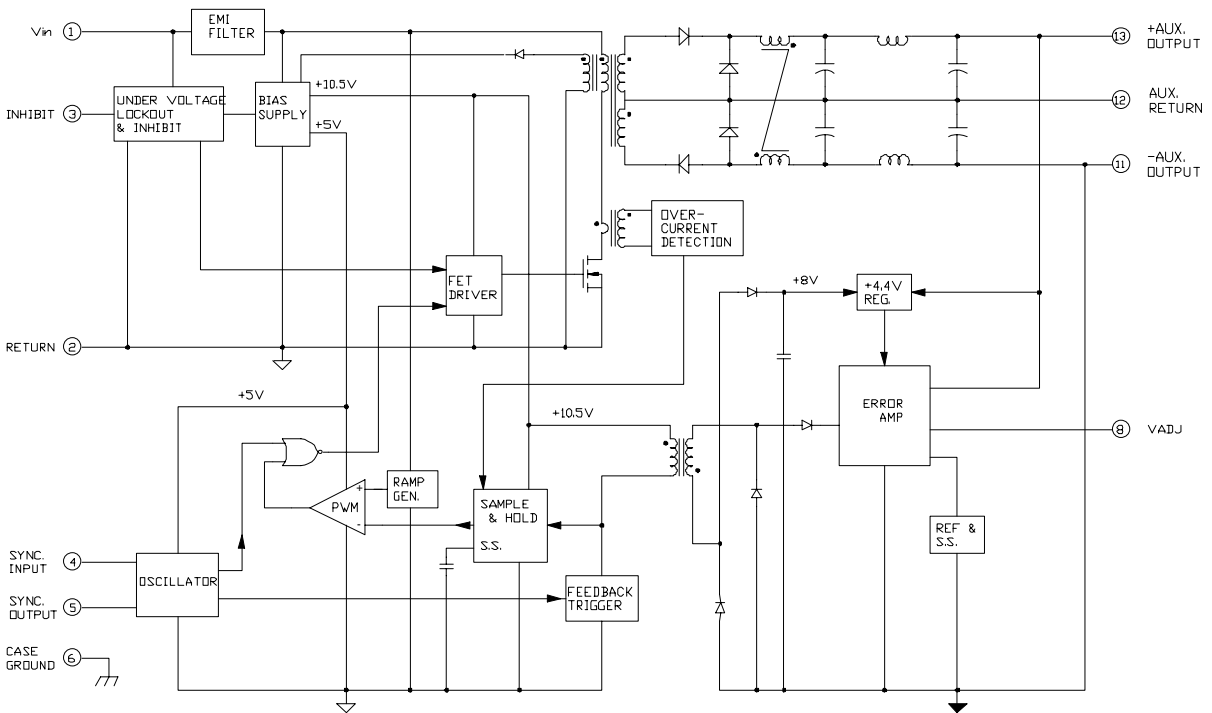 EMI
FILTER
Vin 1
13 +AUX.
OUTPUT
+10.5V
UNDER VOLTAGE
LOCKOUT
& INHIBIT
BIAS
SUPPLY
INHIBIT 3
12 AUX.
RETURN
+5V
11 -AUX.
OUTPUT
OVER-
CURRENT
DETECTION
FET
DRIVER
+8V
+4.4V
REG.
RETURN 2
+5V
ERROR
AMP
+10.5V
8 VADJ
RAMP
GEN.
+
PWM
-
SAMPLE
& HOLD
S.S.
REF &
S.S.
SYNC.
INPUT 4
OSCILLATOR
FEEDBACK
TRIGGER
SYNC.
OUTPUT 5
CASE
GROUND 6